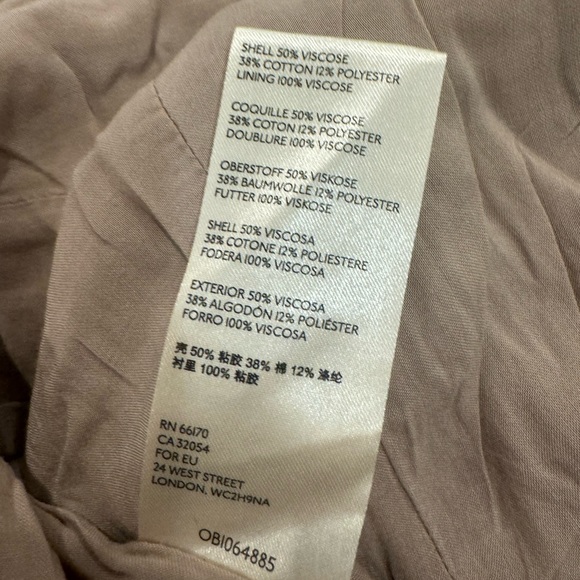 SHELL 50% VISCOSE
38% COTTON 12% POLYESTER
LINING 100% VISCOSE
COQUILLE 50% VISCOSE
38% COTON 12% POLYESTER
DOUBLURE 100% VISCOSE
OBERSTOFF 50% VISKOSE
38% BAUMWOLLE 12% POLYESTER
FUTTER 100% VISKOSE
SHELL 50% VISCOSA
38% COTONE 12% POLIESTERE
FODERA 100% VISCOSA
EXTERIOR 50% VISCOSA
38% ALGODÓN 12% POLIÉSTER
FORRO 100% VISCOSA
壳 50% 粘胶 38% 棉 12% 涤纶
衬里 100% 粘胶
RN 66170
CA 32054
FOR EU
24 WEST STREET
LONDON, WC2H9NA
OB1064885